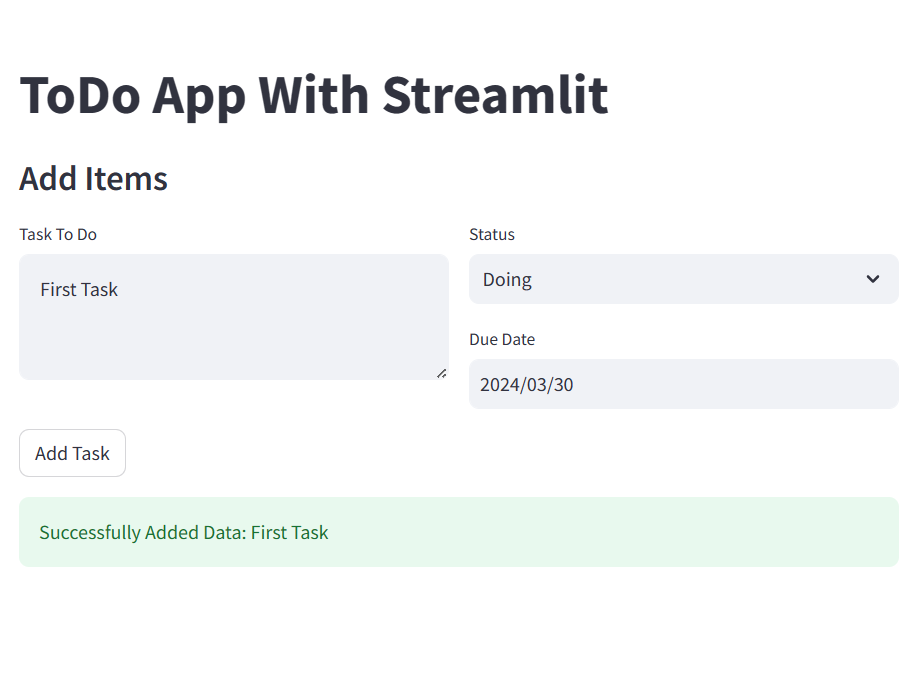 ToDo App With Streamlit
Add Items
Task To Do
First Task
Status
Doing
Due Date
2024/03/30
Add Task
Successfully Added Data: First Task